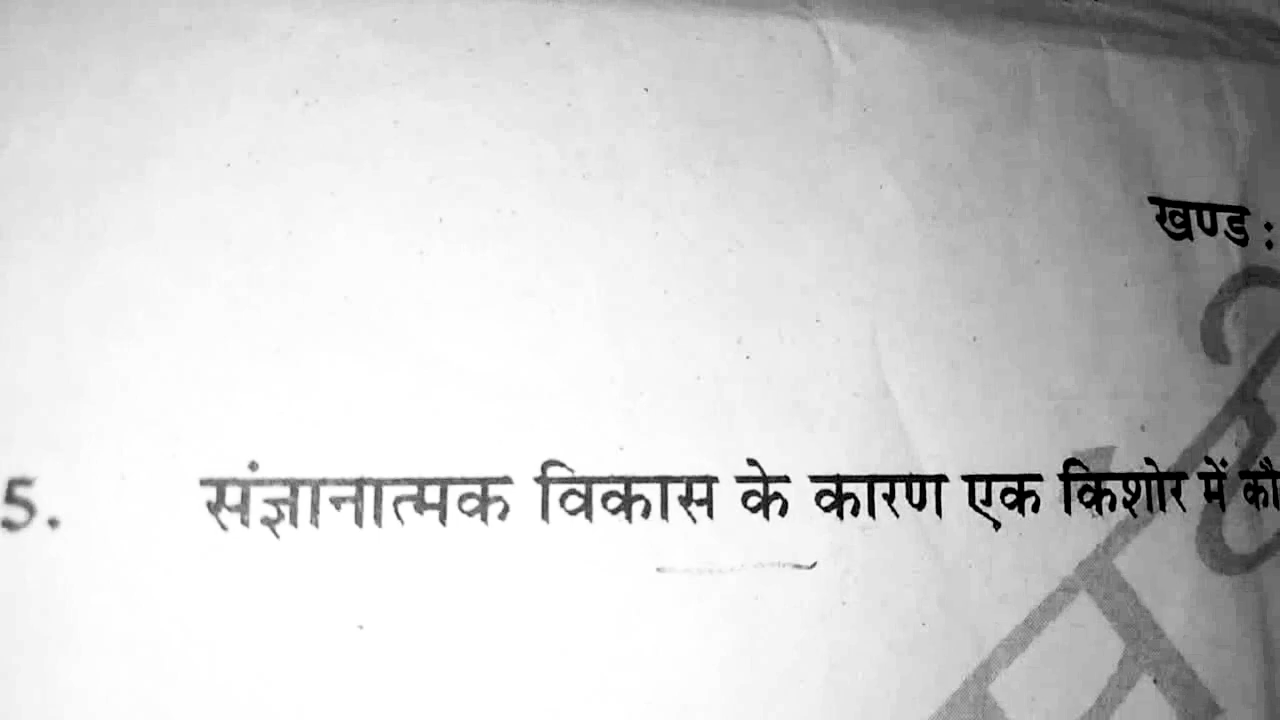 खण्ड :
5. संज्ञानात्मक विकास के कारण एक किशोर में